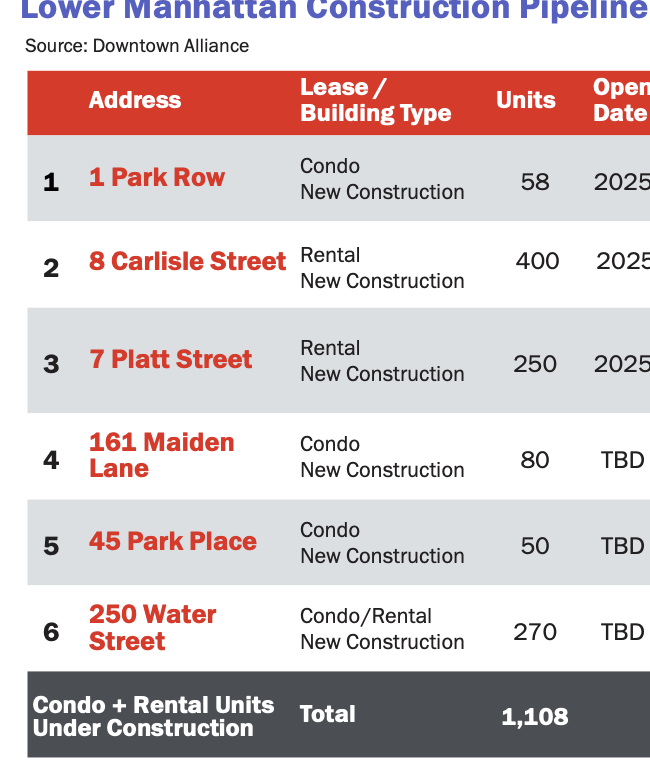 Lower Manhattan Construction Pipeline
Source: Downtown Alliance
Address Lease / Building Type Units Open Date
1 1 Park Row Condo New Construction 58 2025
2 8 Carlisle Street Rental New Construction 400 2025
3 7 Platt Street Rental New Construction 250 2025
4 161 Maiden Lane Condo New Construction 80 TBD
5 45 Park Place Condo New Construction 50 TBD
6 250 Water Street Condo/Rental New Construction 270 TBD
Condo + Rental Units Under Construction Total 1,108